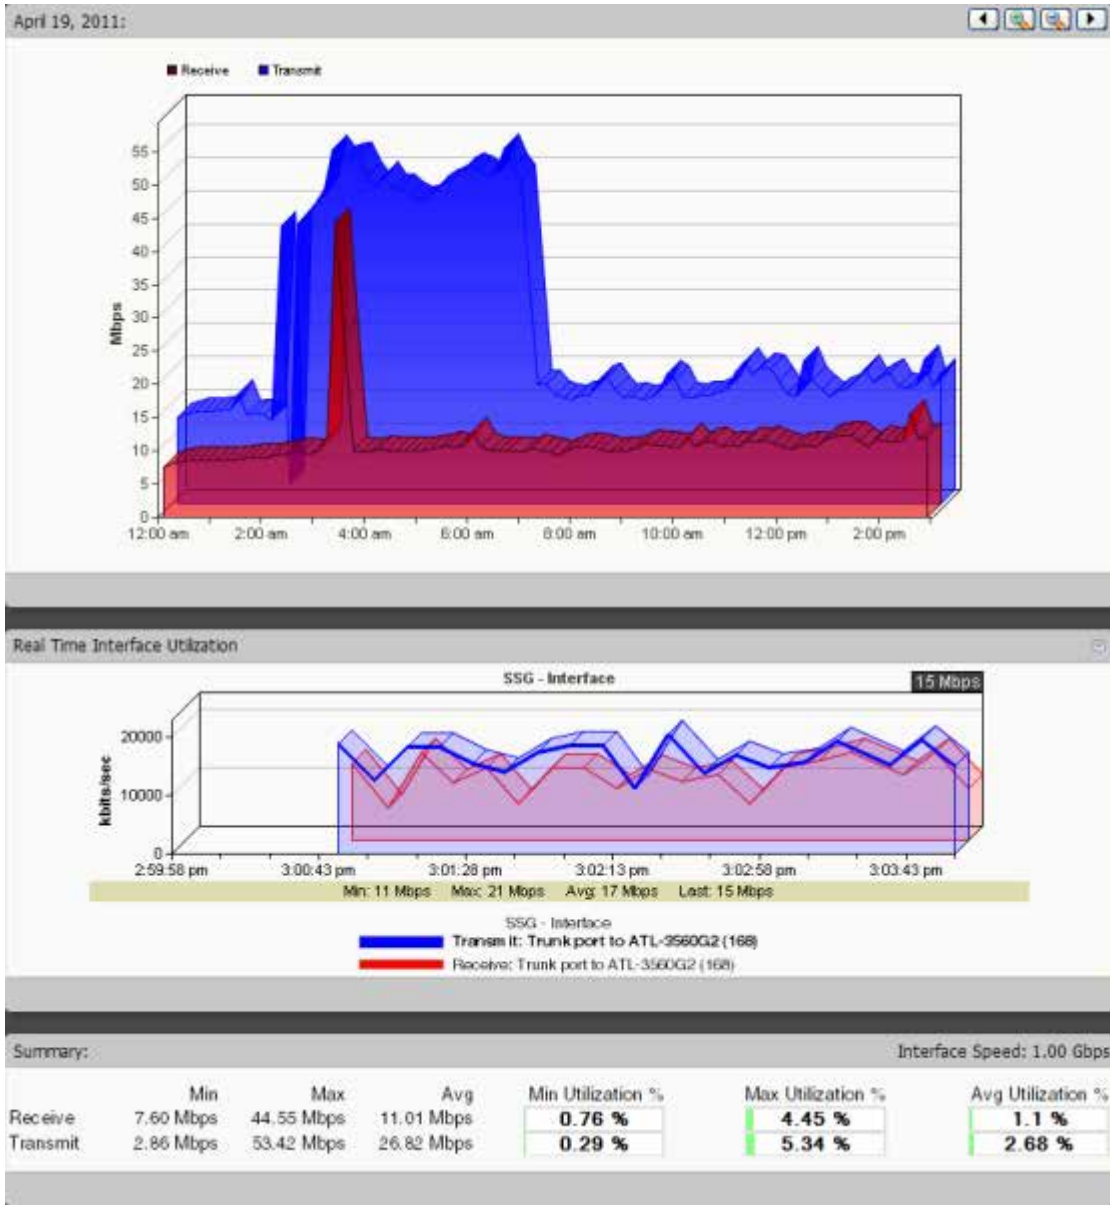 April 19, 2011:
Receive Transmit
Mbps
55
50
45
40
35
30
25
20
15
10
5
0
12:00 am 2:00 am 4:00 am 6:00 am 8:00 am 10:00 am 12:00 pm 2:00 pm
Real Time Interface Utilization
SSG - Interface
15 Mbps
kbits/sec
20000
10000
0
2:59:58 pm 3:00:43 pm 3:01:28 pm 3:02:13 pm 3:02:58 pm 3:03:43 pm
Min: 11 Mbps Max: 21 Mbps Avg: 17 Mbps Last: 15 Mbps
SSG - Interface
Transmit: Trunk port to ATL-3560G2 (168)
Receive: Trunk port to ATL-3560G2 (168)
Summary: Interface Speed: 1.00 Gbps
Min Max Avg Min Utilization % Max Utilization % Avg Utilization %
Receive 7.60 Mbps 44.55 Mbps 11.01 Mbps 0.76 % 4.45 % 1.1 %
Transmit 2.86 Mbps 53.42 Mbps 26.82 Mbps 0.29 % 5.34 % 2.68 %